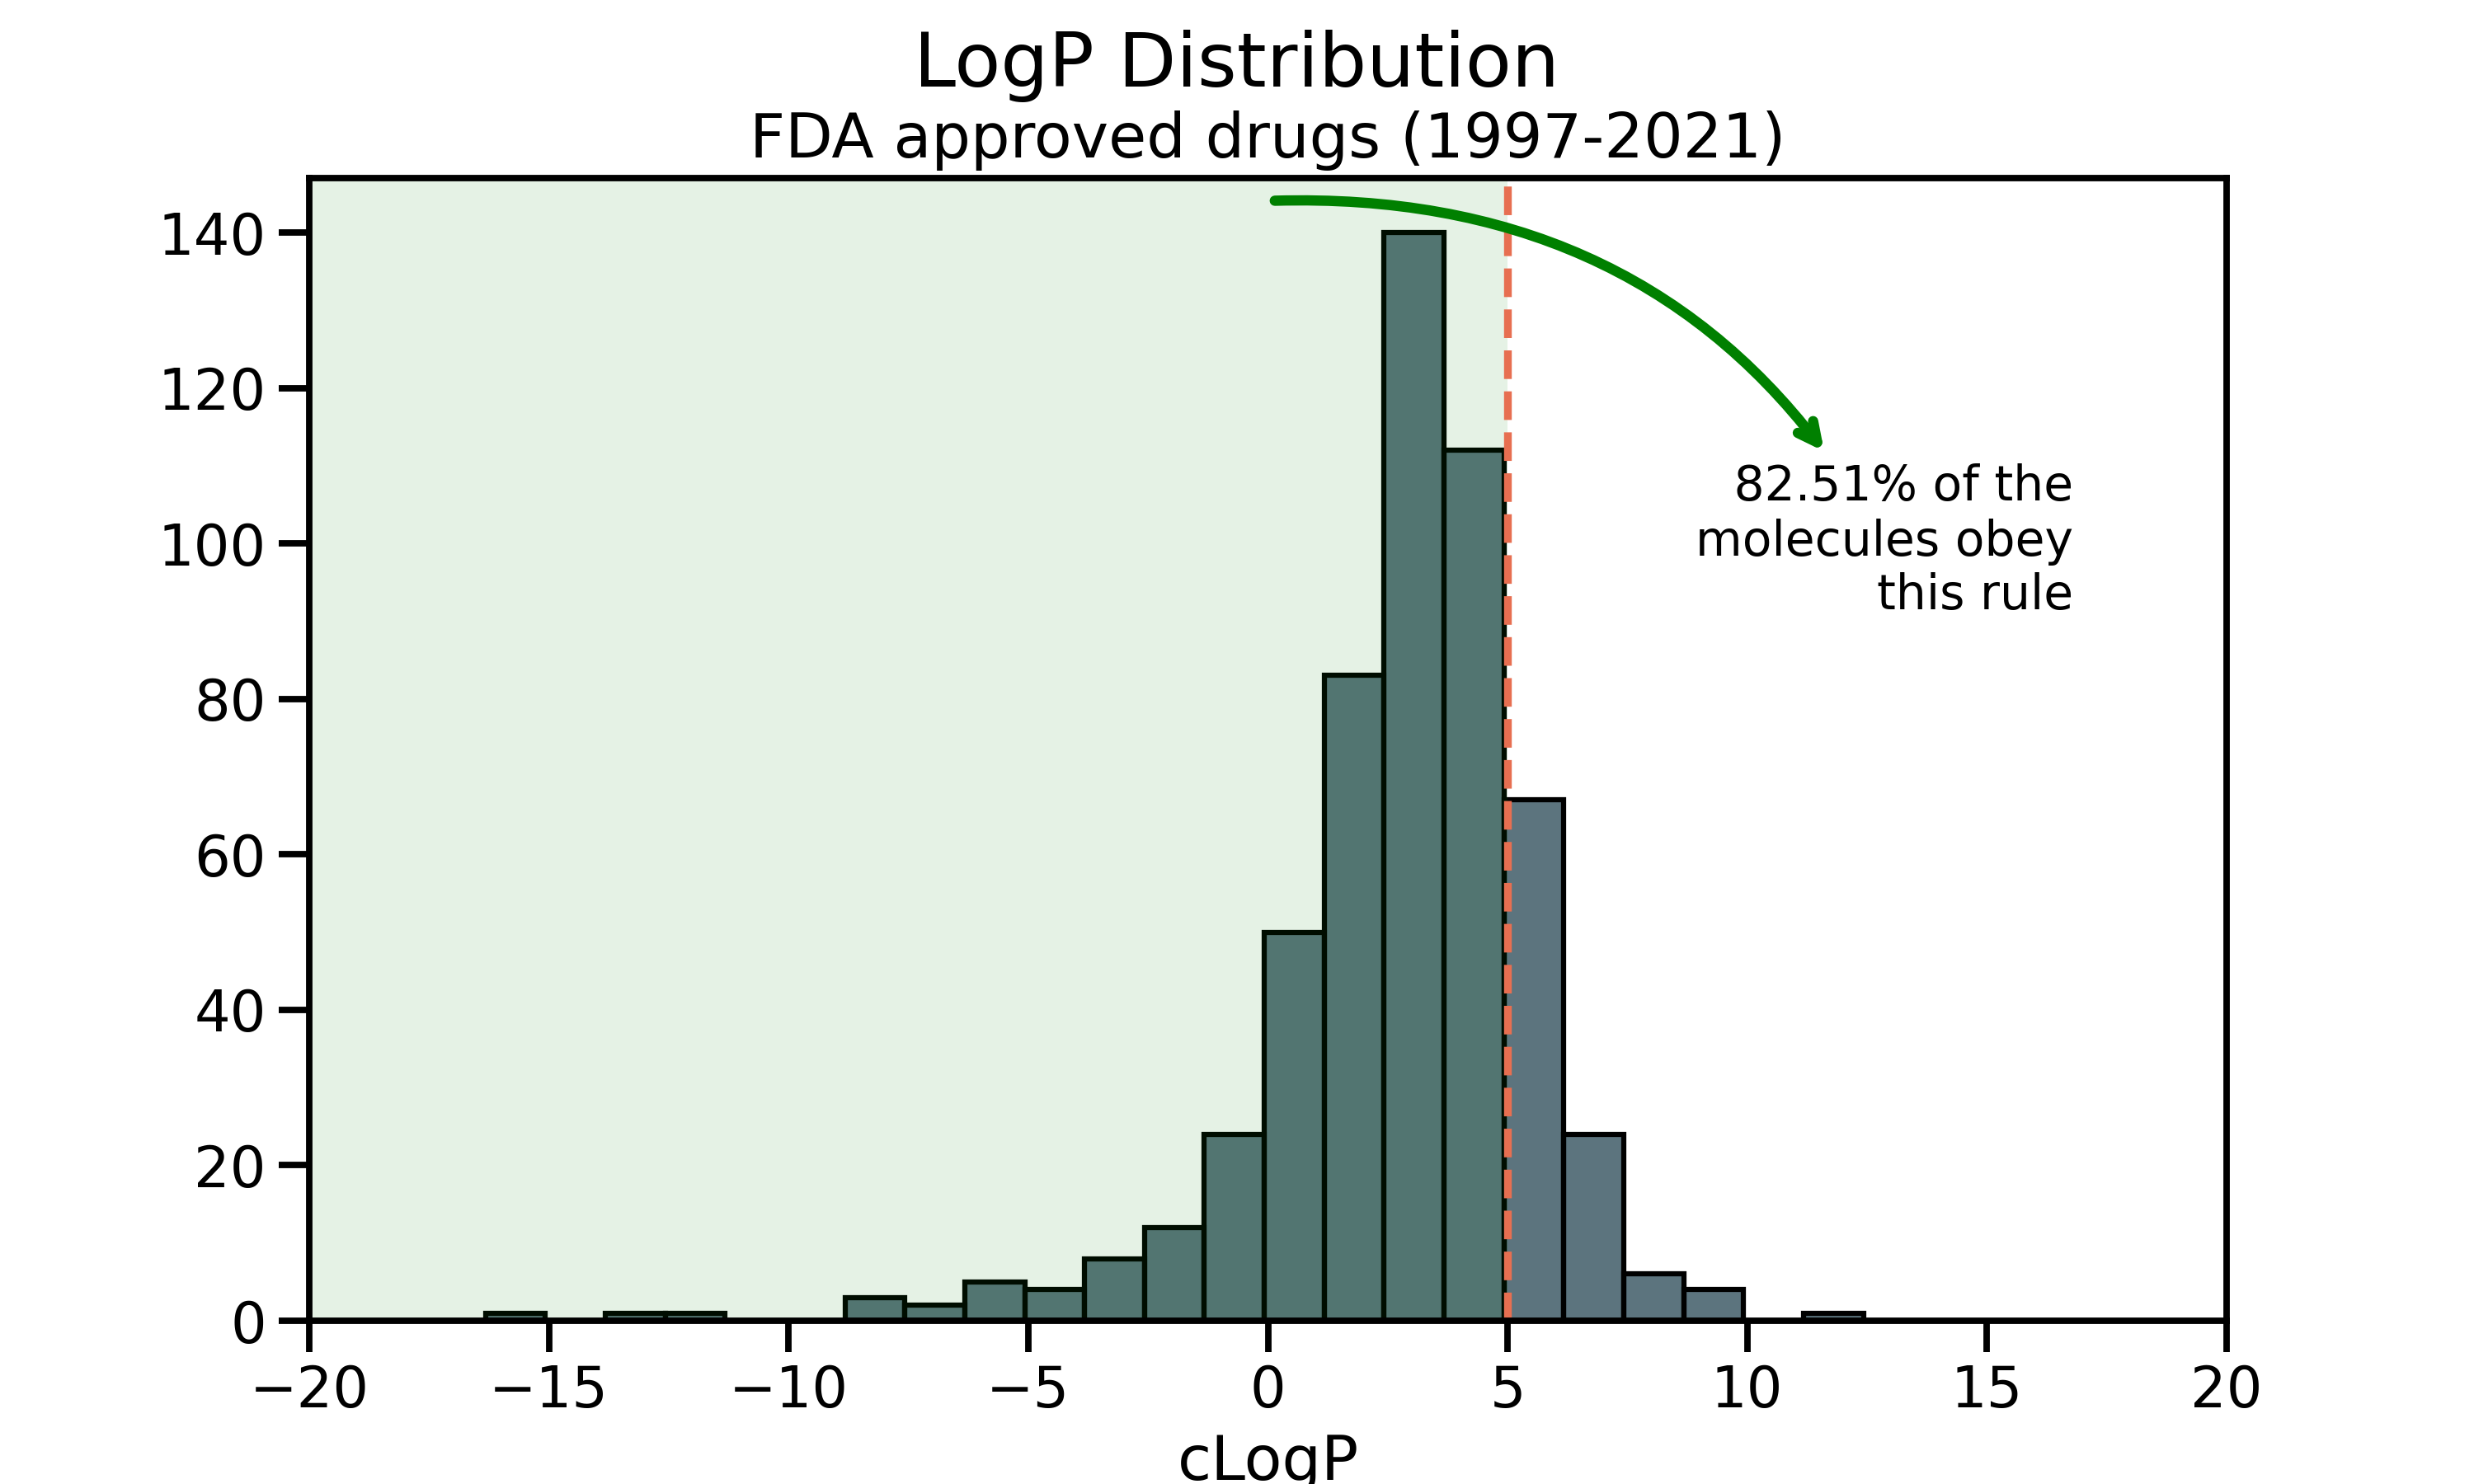 LogP Distribution
FDA approved drugs (1997-2021)
140
120
100
80
60
40
20
0
82.51% of the
molecules obey
this rule
−20 −15 −10 −5 0 5 10 15 20
cLogP